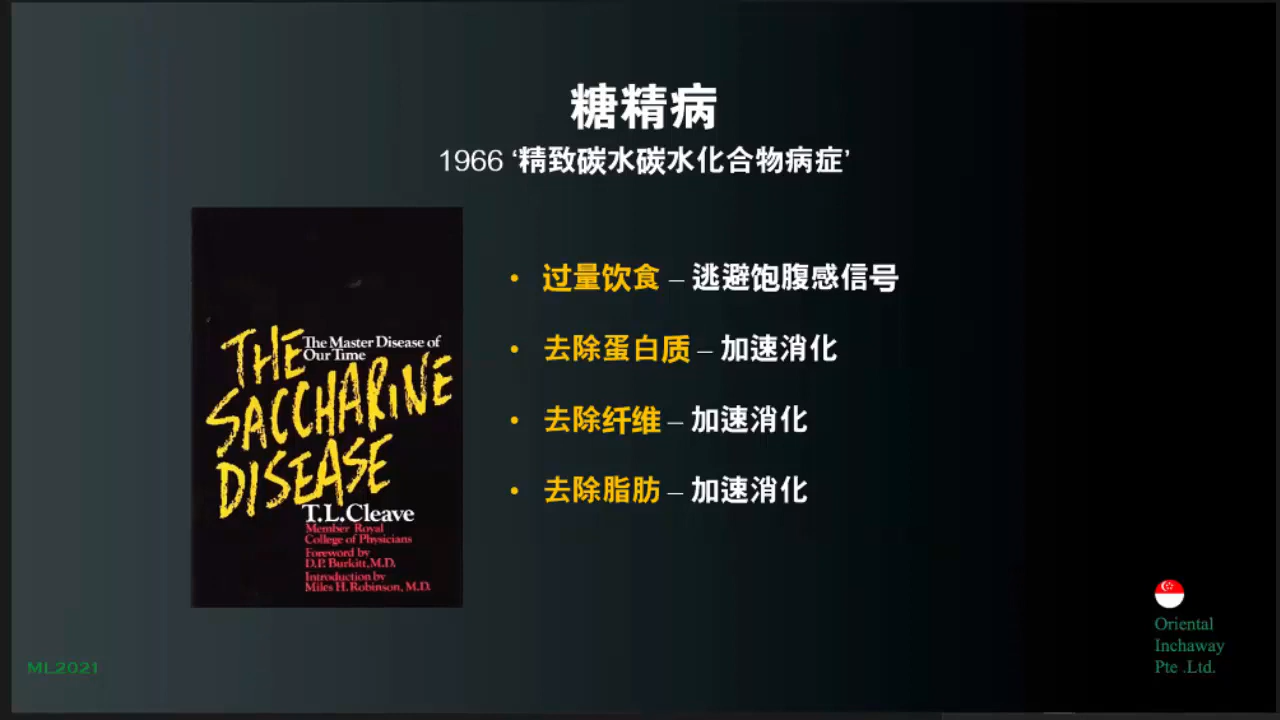 糖精病
1966 ‘精致碳水碳水化合物病症’
THE
The Master Disease of
Our Time
SACCHARINE
DISEASE
T.L.Cleave
Member Royal
College of Physicians
Foreword by
D.P. Burkitt, M.D.
Introduction by
Miles H. Robinson, M.D.
• 过量饮食 – 逃避饱腹感信号
• 去除蛋白质 – 加速消化
• 去除纤维 – 加速消化
• 去除脂肪 – 加速消化
ML2021
Oriental
Inchaway
Pte .Ltd.